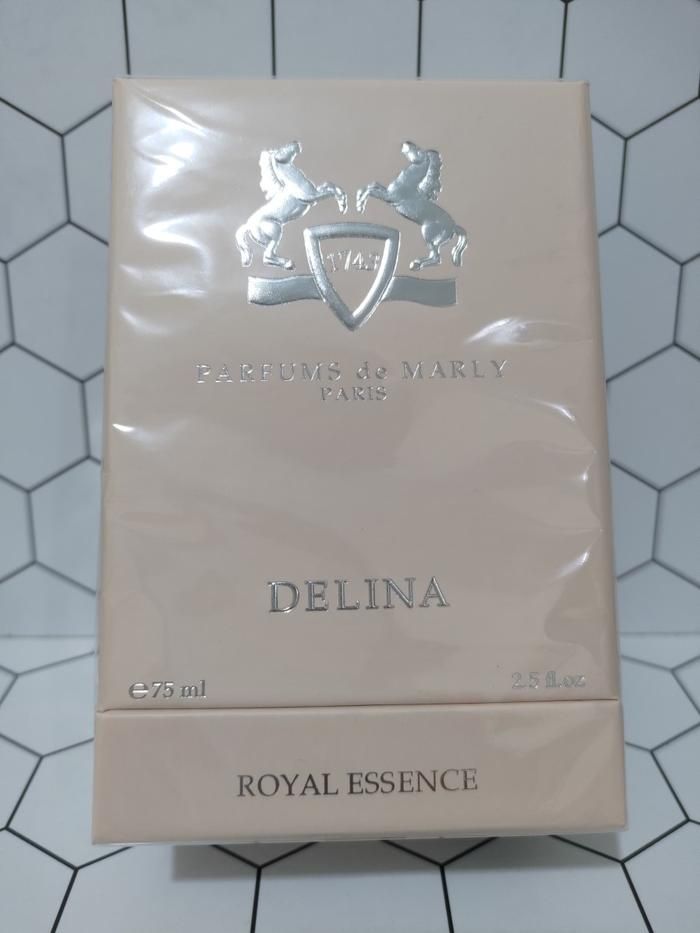 1743
PARFUMS de MARLY
PARIS
DELINA
℮75 ml 2.5 fl.oz
ROYAL ESSENCE